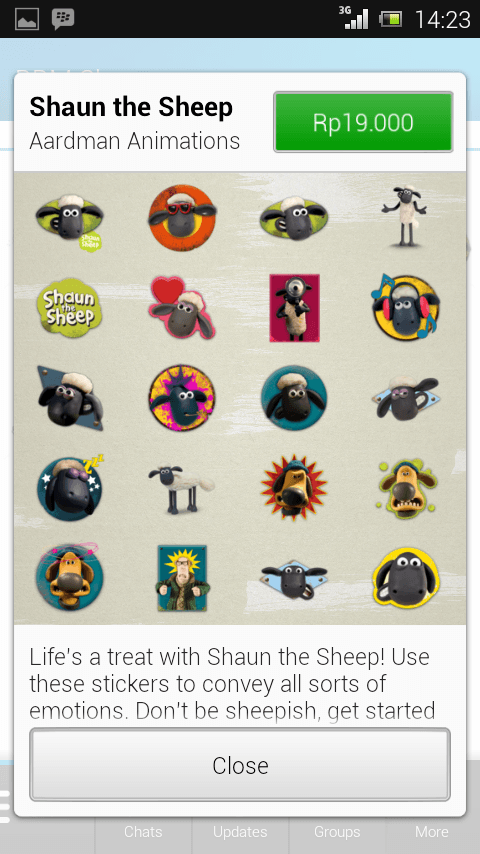 3G
14:23
Shaun the Sheep
Aardman Animations
Rp19.000
Shaun
the
Sheep
Shaun
the
Sheep
zzz
Life's a treat with Shaun the Sheep! Use
these stickers to convey all sorts of
emotions. Don't be sheepish, get started
Close
Chats
Updates
Groups
More